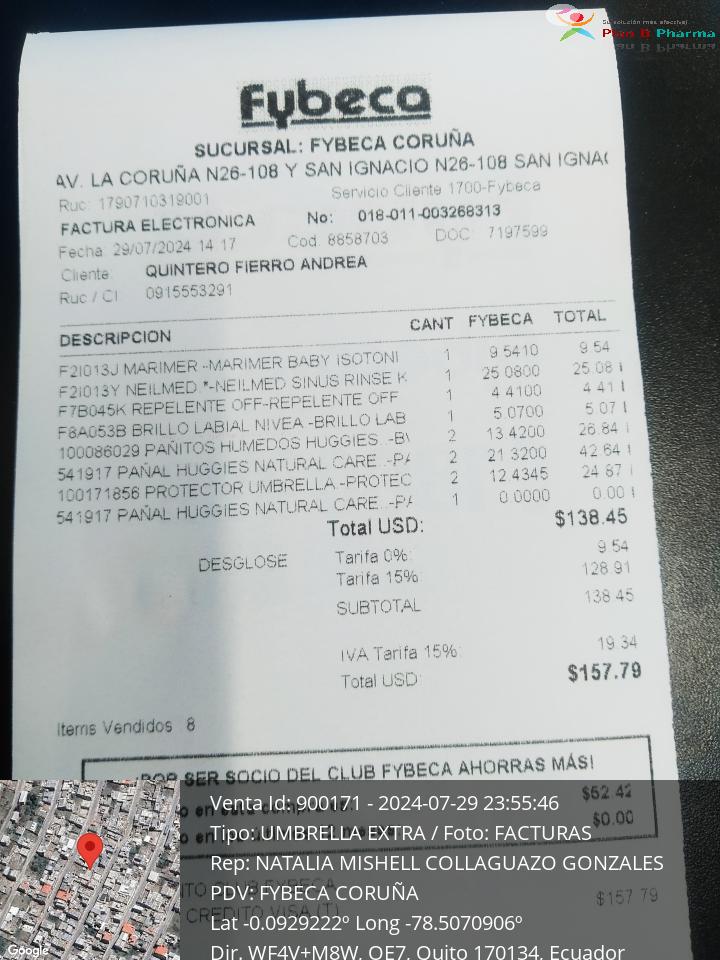 Su solución más efectiva!
Plan B Pharma
Fybeca
SUCURSAL: FYBECA CORUÑA
AV. LA CORUÑA N26-108 Y SAN IGNACIO N26-108 SAN IGNA
Ruc: 1790710319001 Servicio Cliente 1700-Fybeca
FACTURA ELECTRONICA No: 018-011-003268313
Fecha: 29/07/2024 14 17 Cod: 8858703 DOC: 7197599
Cliente: QUINTERO FIERRO ANDREA
Ruc / CI 0915553291
DESCRIPCION CANT FYBECA TOTAL
F2I013J MARIMER -MARIMER BABY ISOTONI 1 9.5410 9.54
F2I013Y NEILMED *-NEILMED SINUS RINSE K 1 25.0800 25.08 I
F7B045K REPELENTE OFF-REPELENTE OFF 1 4.4100 4.41 I
F8A053B BRILLO LABIAL NIVEA -BRILLO LAB 1 5.0700 5.07 I
100086029 PAÑITOS HUMEDOS HUGGIES..-B 2 13.4200 26.84 I
541917 PAÑAL HUGGIES NATURAL CARE..-PA 2 21.3200 42.64 I
100171856 PROTECTOR UMBRELLA -PROTEC 2 12.4345 24.87 I
541917 PAÑAL HUGGIES NATURAL CARE..-PA 1 0.0000 0.00 I
Total USD: $138.45
DESGLOSE Tarifa 0%: 9.54
Tarifa 15%: 128.91
SUBTOTAL 138.45
IVA Tarifa 15%: 19.34
Total USD: $157.79
Items Vendidos 8
¡POR SER SOCIO DEL CLUB FYBECA AHORRAS MÁS!
$52.42
$0.00
$157.79
CREDITO VISA (T)
Venta Id: 900171 - 2024-07-29 23:55:46
Tipo: UMBRELLA EXTRA / Foto: FACTURAS
Rep: NATALIA MISHELL COLLAGUAZO GONZALES
PDV: FYBECA CORUÑA
Lat -0.0929222º Long -78.5070906º
Dir. WF4V+M8W, OE7, Quito 170134, Ecuador
Google